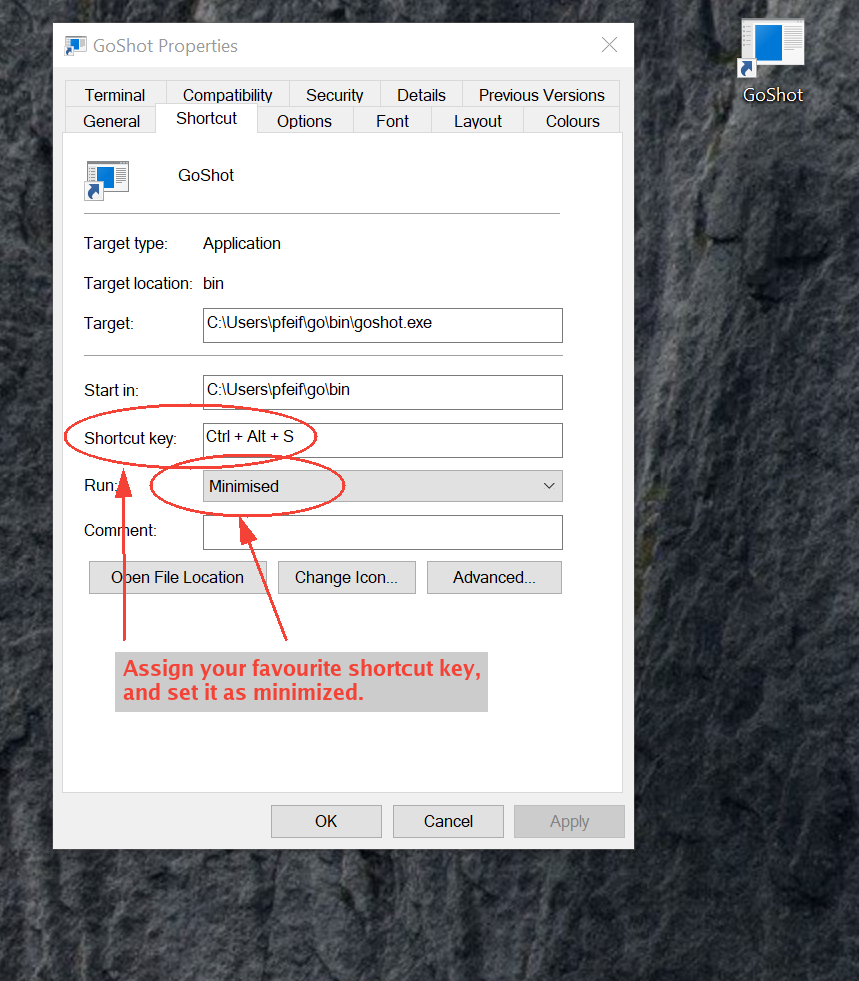 GoShot Properties
GoShot
Terminal Compatibility Security Details Previous Versions
General Shortcut Options Font Layout Colours
GoShot
Target type: Application
Target location: bin
Target: C:\Users\pfeif\go\bin\goshot.exe
Start in: C:\Users\pfeif\go\bin
Shortcut key: Ctrl + Alt + S
Run: Minimised
Comment:
Open File Location Change Icon... Advanced...
Assign your favourite shortcut key,
and set it as minimized.
OK Cancel Apply